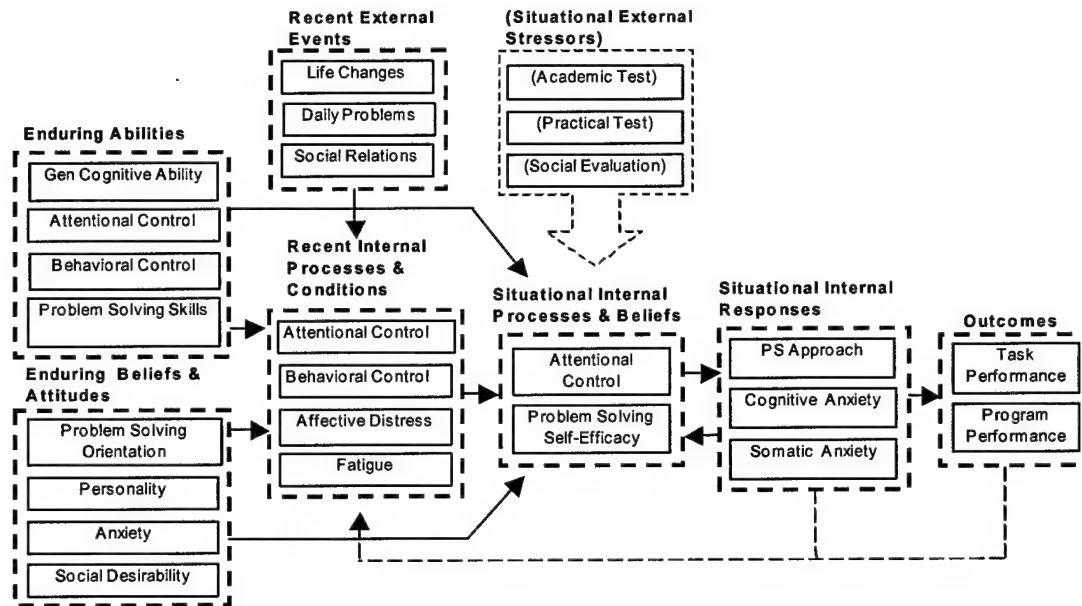 Recent External
Events
Life Changes
Daily Problems
Social Relations
(Situational External
Stressors)
(Academic Test)
(Practical Test)
(Social Evaluation)
Enduring Abilities
Gen Cognitive Ability
Attentional Control
Behavioral Control
Problem Solving Skills
Enduring Beliefs &
Attitudes
Problem Solving
Orientation
Personality
Anxiety
Social Desirability
Recent Internal
Processes &
Conditions
Attentional Control
Behavioral Control
Affective Distress
Fatigue
Situational Internal
Processes & Beliefs
Attentional
Control
Problem Solving
Self-Efficacy
Situational Internal
Responses
PS Approach
Cognitive Anxiety
Somatic Anxiety
Outcomes
Task
Performance
Program
Performance